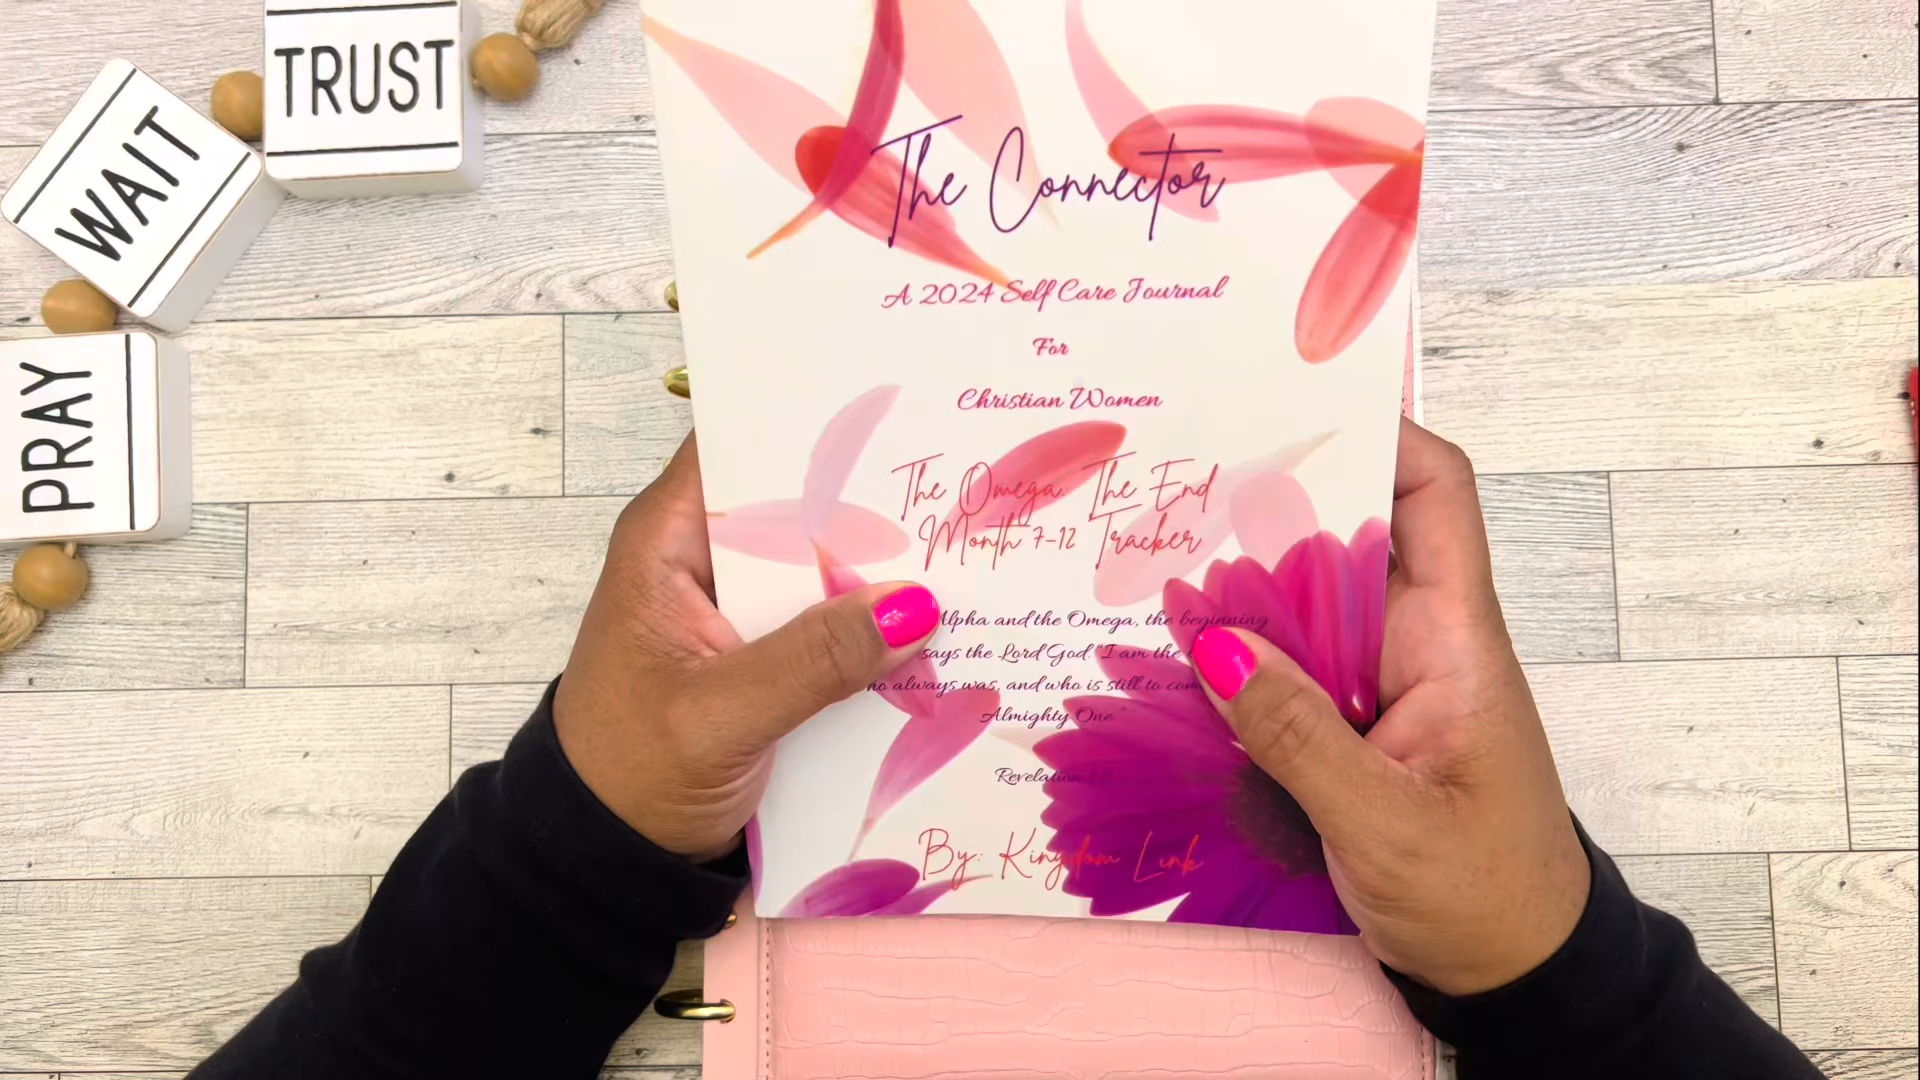 TRUST
WAIT
PRAY
The Connector
A 2024 Self Care Journal
For
Christian Women
The Omega: The End
Month 7-12 Tracker
Alpha and the Omega, the beginning
says the Lord God. "I am the
always was, and who is still to
Almighty One."
By: Kingdom Link